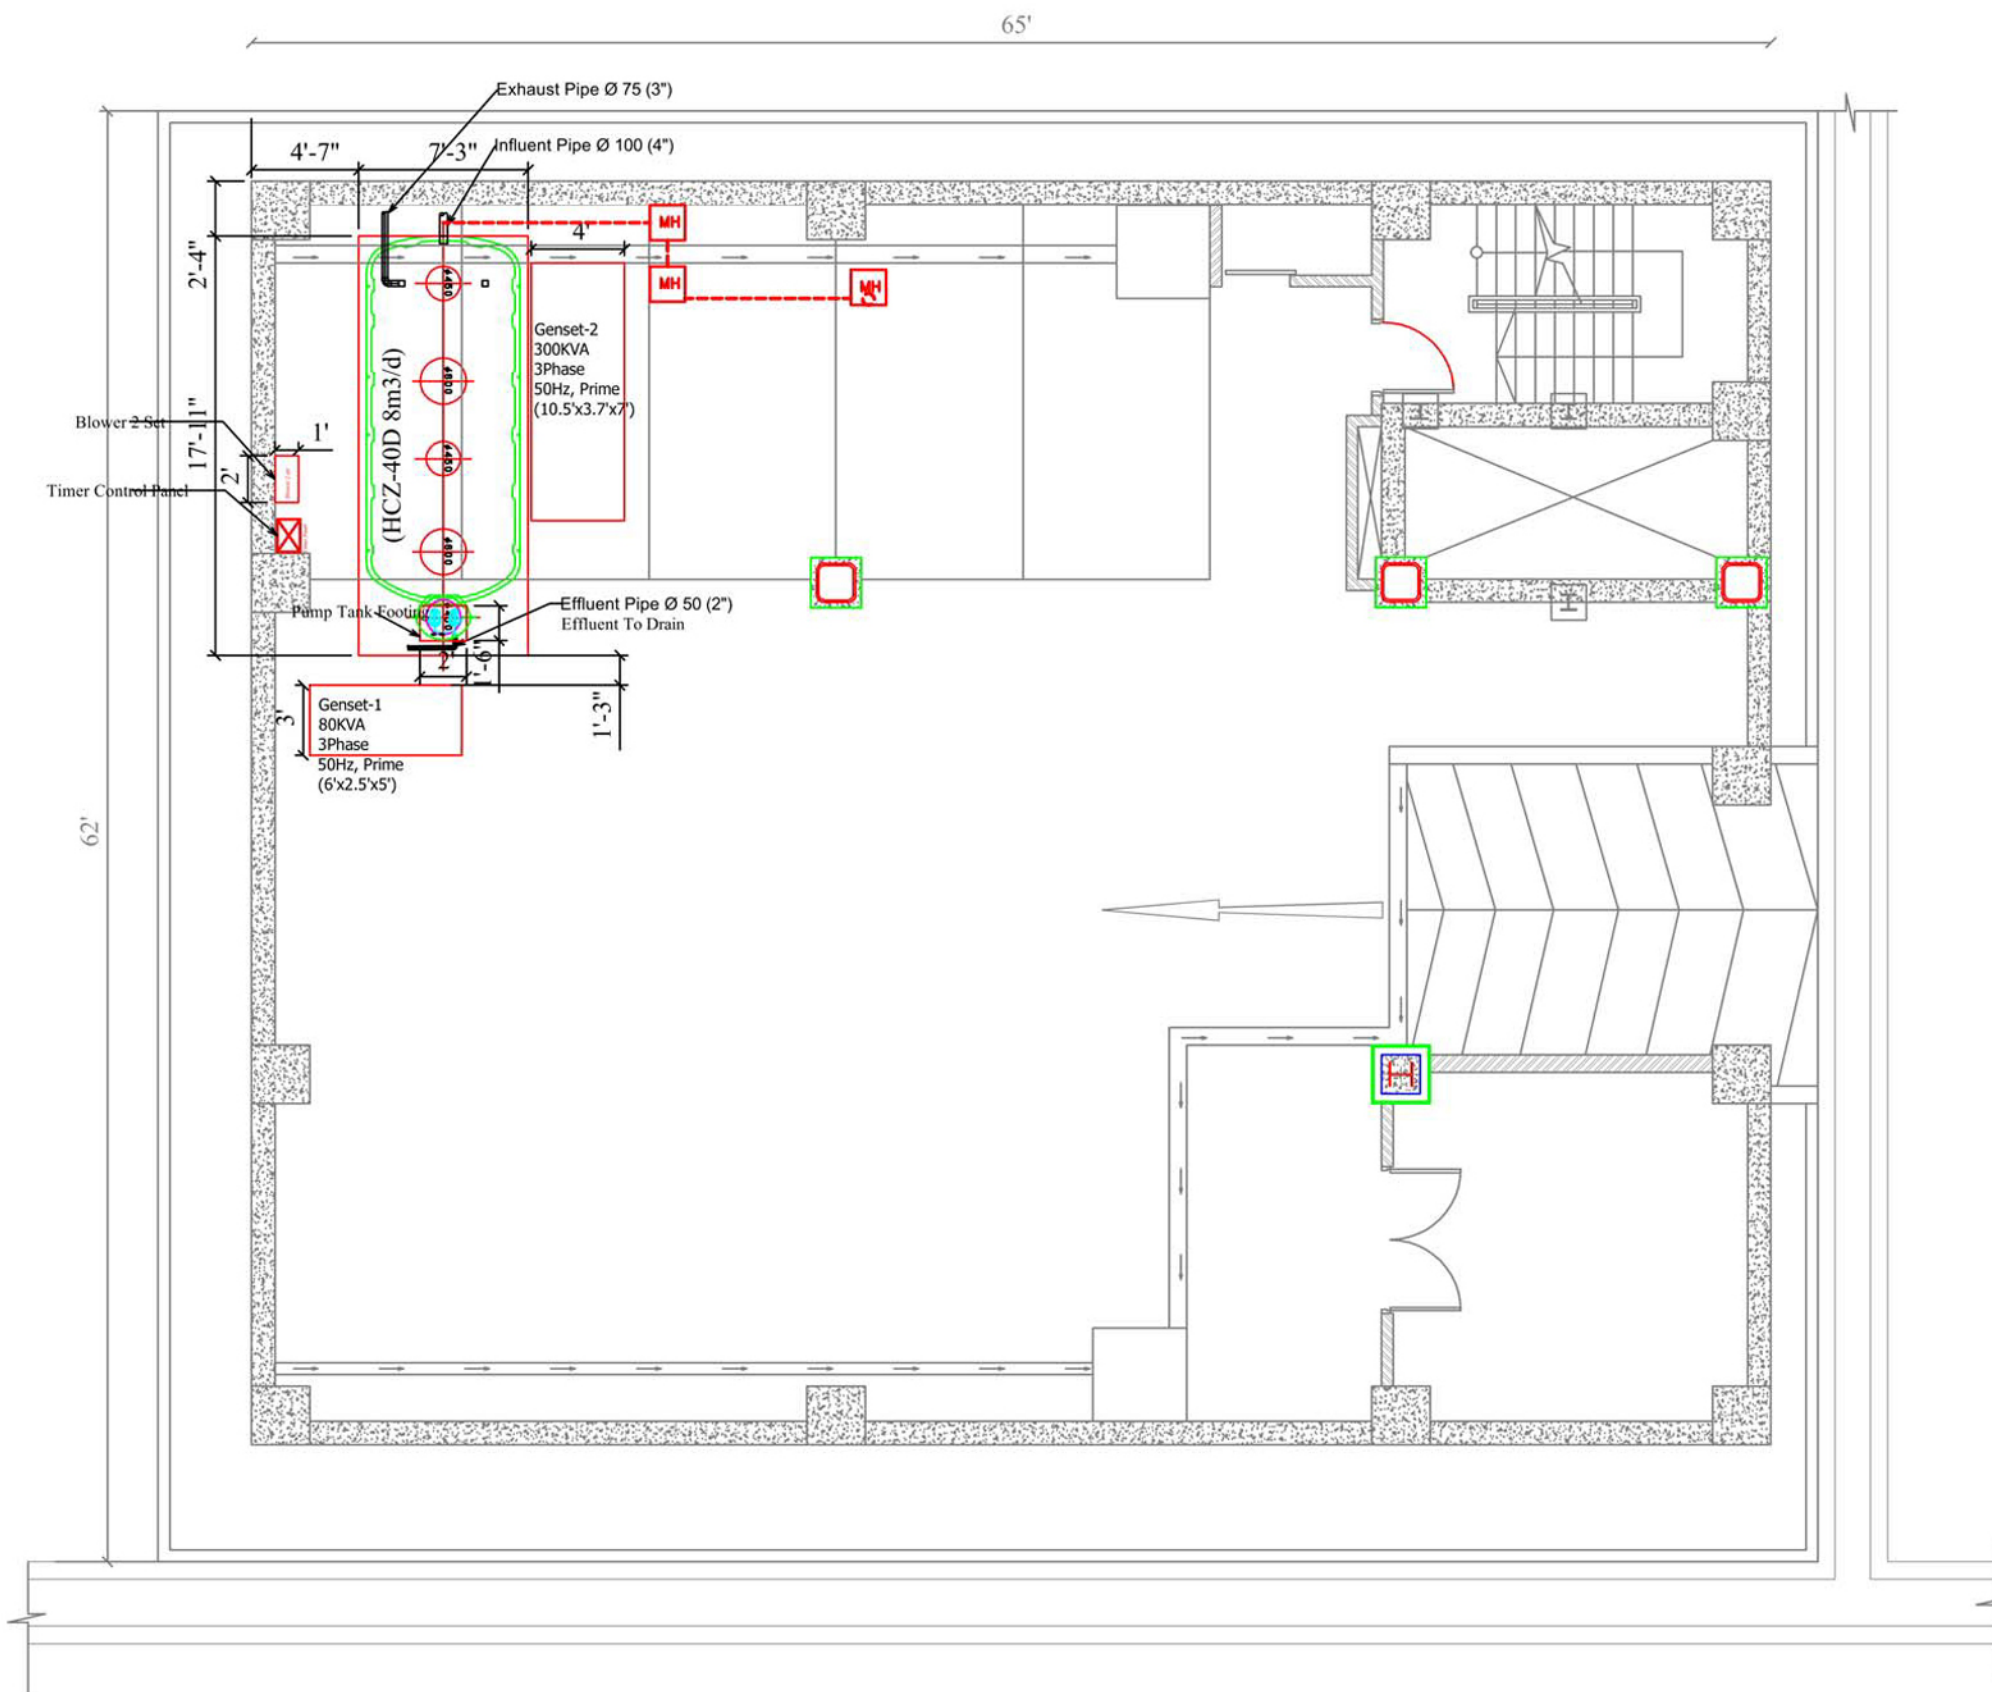 65'
Exhaust Pipe Ø 75 (3")
Influent Pipe Ø 100 (4")
4'-7"
7'-3"
MH
4'
2'-4"
MH
MH
Genset-2
300KVA
3Phase
50Hz, Prime
(10.5'x3.7'x7')
(HCZ-40D 8m3/d)
17'-11"
Blower 2 Set
1'
2'
Timer Control Panel
Pump Tank Footing
Effluent Pipe Ø 50 (2")
Effluent To Drain
2'
1'-6"
1'-3"
3'
Genset-1
80KVA
3Phase
50Hz, Prime
(6'x2.5'x5')
62'
H